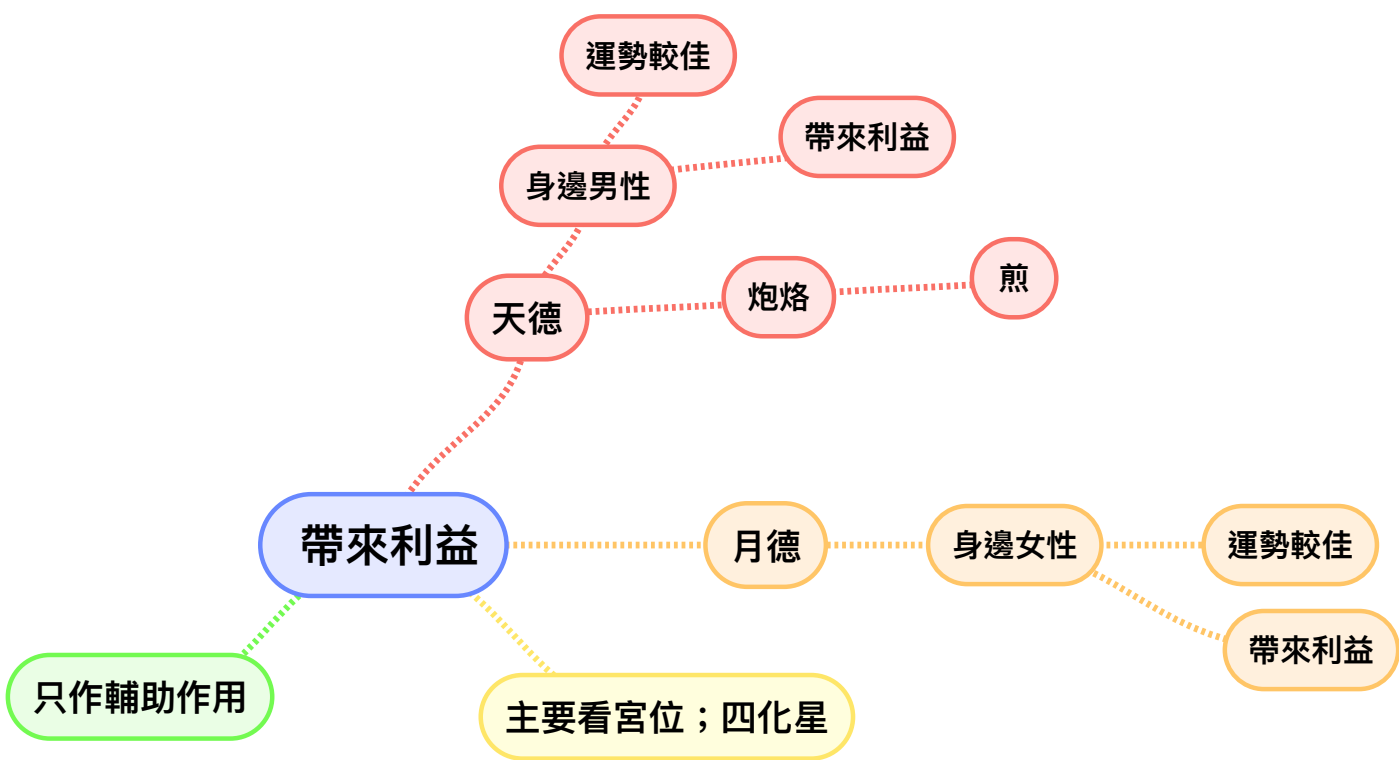 運勢較佳
帶來利益
身邊男性
天德
炮烙
煎
帶來利益
月德
身邊女性
運勢較佳
帶來利益
只作輔助作用
主要看宮位；四化星